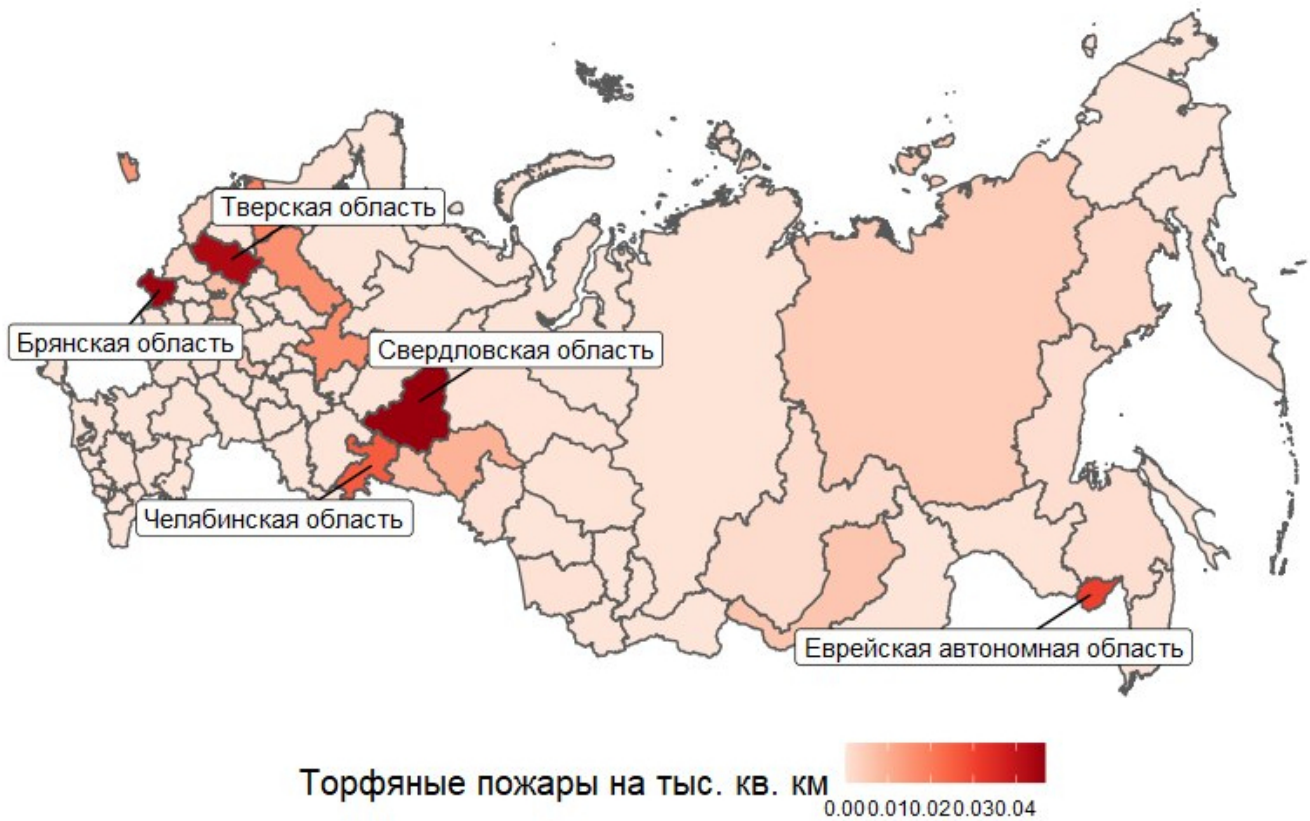 Тверская область
Брянская область
Свердловская область
Челябинская область
Еврейская автономная область
Торфяные пожары на тыс. кв. км
0.000.010.020.030.04